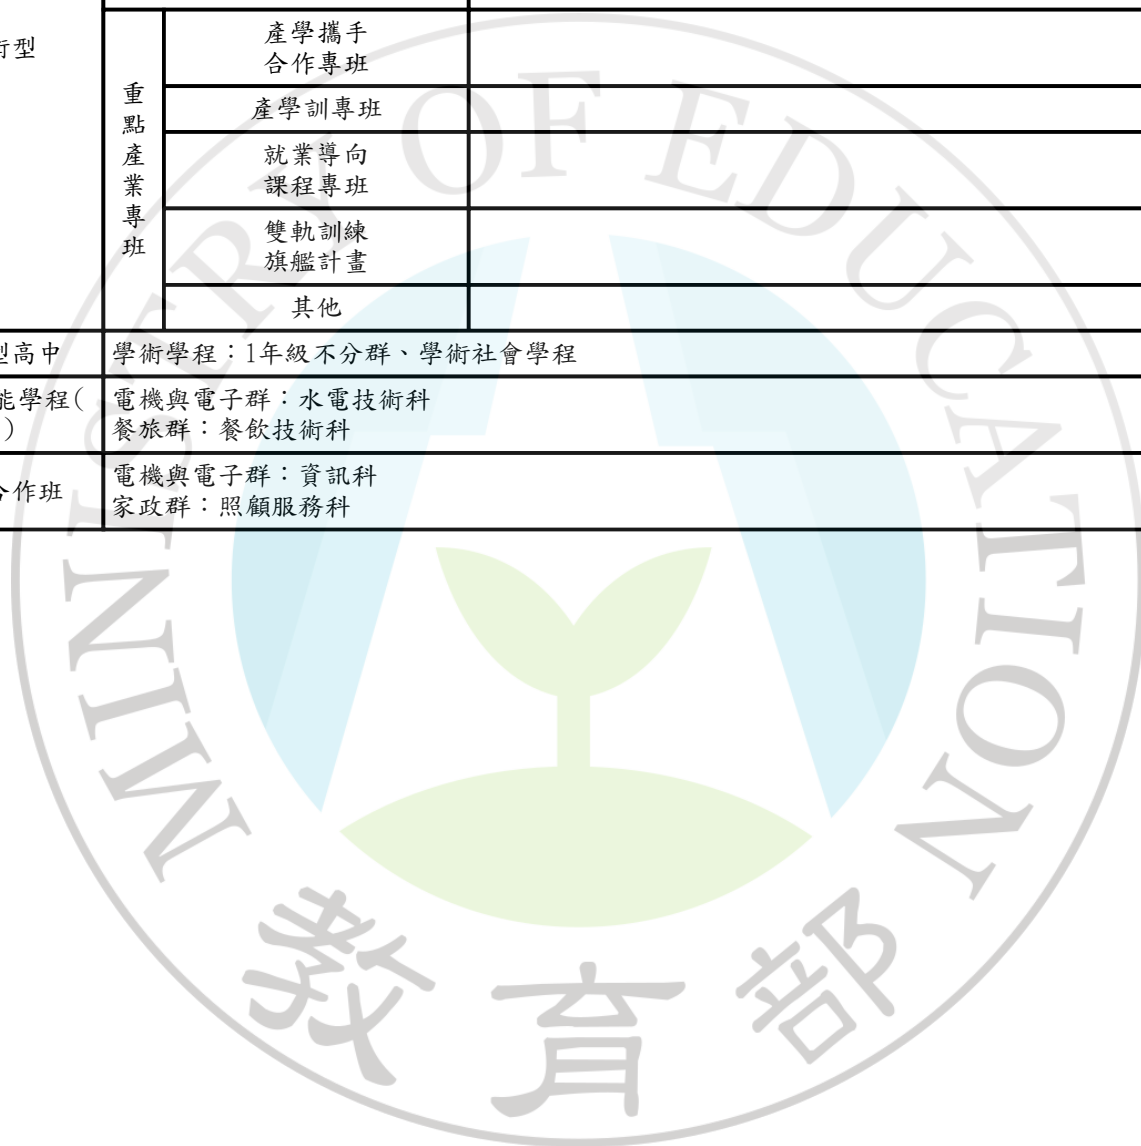 術型
重點產業專班
產學攜手
合作專班
產學訓專班
就業導向
課程專班
雙軌訓練
旗艦計畫
其他
型高中
學術學程：1年級不分群、學術社會學程
能學程(
)
電機與電子群：水電技術科
餐旅群：餐飲技術科
合作班
電機與電子群：資訊科
家政群：照顧服務科
MINISTRY OF EDUCATION
教育部